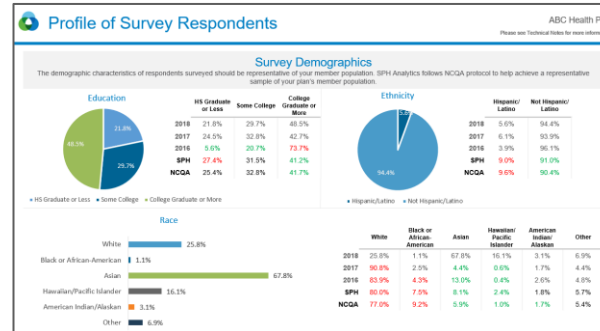 Profile of Survey Respondents
ABC Health P
Please see Technical Notes for more inform
Survey Demographics
The demographic characteristics of respondents surveyed should be representative of your member population. SPH Analytics follows NCQA protocol to help achieve a representative
sample of your plan's member population.
Education
21.8%
29.7%
48.5%
HS Graduate or Less Some College College Graduate or More
HS Graduate or Less Some College College Graduate or More
2018 21.8% 29.7% 48.5%
2017 24.5% 32.8% 42.7%
2016 5.6% 20.7% 73.7%
SPH 27.4% 31.5% 41.2%
NCQA 25.4% 32.8% 41.7%
Ethnicity
5.6%
94.4%
Hispanic/Latino Not Hispanic/Latino
Hispanic/ Latino Not Hispanic/ Latino
2018 5.6% 94.4%
2017 6.1% 93.9%
2016 3.9% 96.1%
SPH 9.0% 91.0%
NCQA 9.6% 90.4%
Race
White 25.8%
Black or African-American 1.1%
Asian 67.8%
Hawaiian/Pacific Islander 16.1%
American Indian/Alaskan 3.1%
Other 6.9%
White Black or African-American Asian Hawaiian/ Pacific Islander American Indian/ Alaskan Other
2018 25.8% 1.1% 67.8% 16.1% 3.1% 6.9%
2017 90.8% 2.5% 4.4% 0.6% 1.7% 4.4%
2016 83.9% 4.3% 13.0% 0.4% 2.6% 4.8%
SPH 80.0% 7.5% 8.1% 2.4% 1.8% 5.7%
NCQA 77.0% 9.2% 5.9% 1.0% 1.7% 5.4%